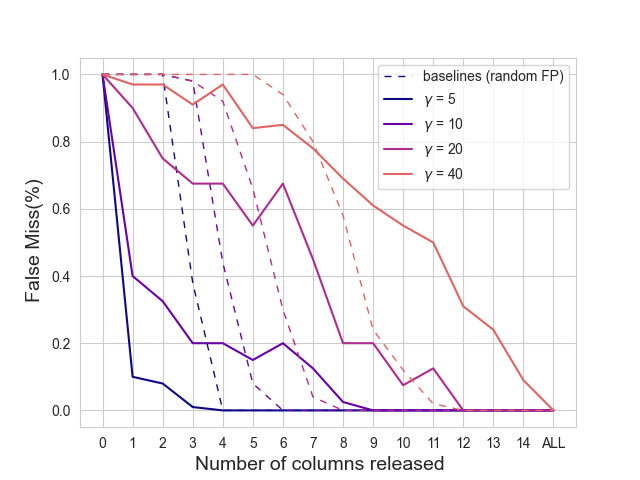 baselines (random FP)
γ = 5
γ = 10
γ = 20
γ = 40
False Miss(%)
1.0
0.8
0.6
0.4
0.2
0.0
0 1 2 3 4 5 6 7 8 9 10 11 12 13 14 ALL
Number of columns released